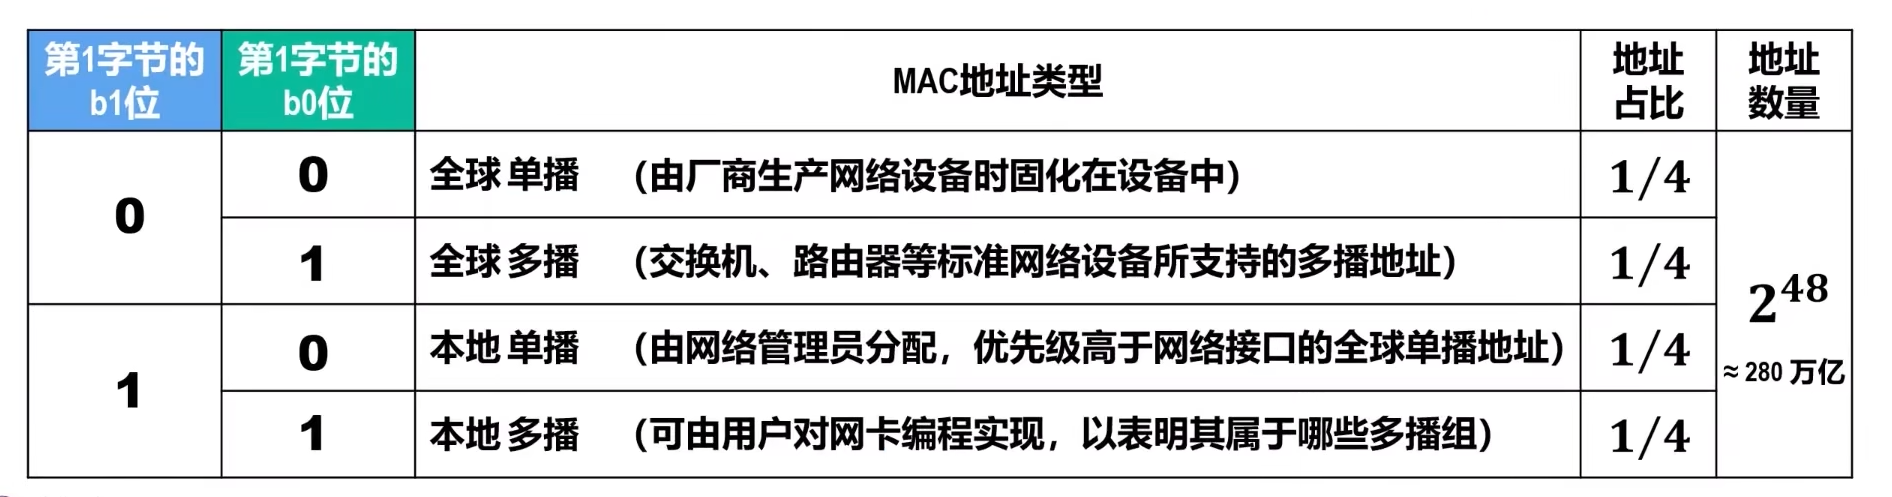 第1字节的
b1位
第1字节的
b0位
MAC地址类型
地址
占比
地址
数量
0
0
全球 单播 （由厂商生产网络设备时固化在设备中）
1/4
1
全球 多播 （交换机、路由器等标准网络设备所支持的多播地址）
1/4
1
0
本地 单播 （由网络管理员分配，优先级高于网络接口的全球单播地址）
1/4
1
本地 多播 （可由用户对网卡编程实现，以表明其属于哪些多播组）
1/4
2⁴⁸
≈ 280 万亿